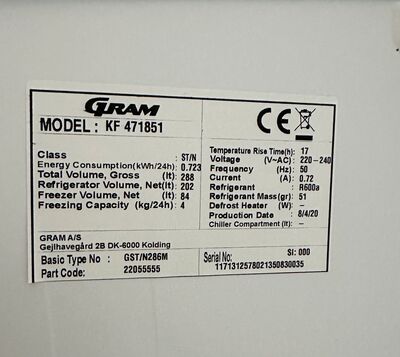 GRAM
MODEL : KF 471851
Class : ST/N
Energy Consumption(kWh/24h): 0.723
Total Volume, Gross (lt) : 288
Refrigerator Volume, Net(lt): 202
Freezer Volume, Net (lt) : 84
Freezing Capacity (kg/24h) : 4
CE
Temperature Rise Time(h): 17
Voltage (V~AC): 220-240
Frequency (Hz): 50
Current (A): 0.72
Refrigerant : R600a
Refrigerant Mass(gr) : 51
Defrost Heater (W) : -
Production Date : 8/4/20
Chiller Compartment (lt): -
GRAM A/S
Gejlhavegård 2B DK-6000 Kolding
Basic Type No : GST/N286M
Part Code: 22055555
SI: 000
Serial No:
1171312578021350830035